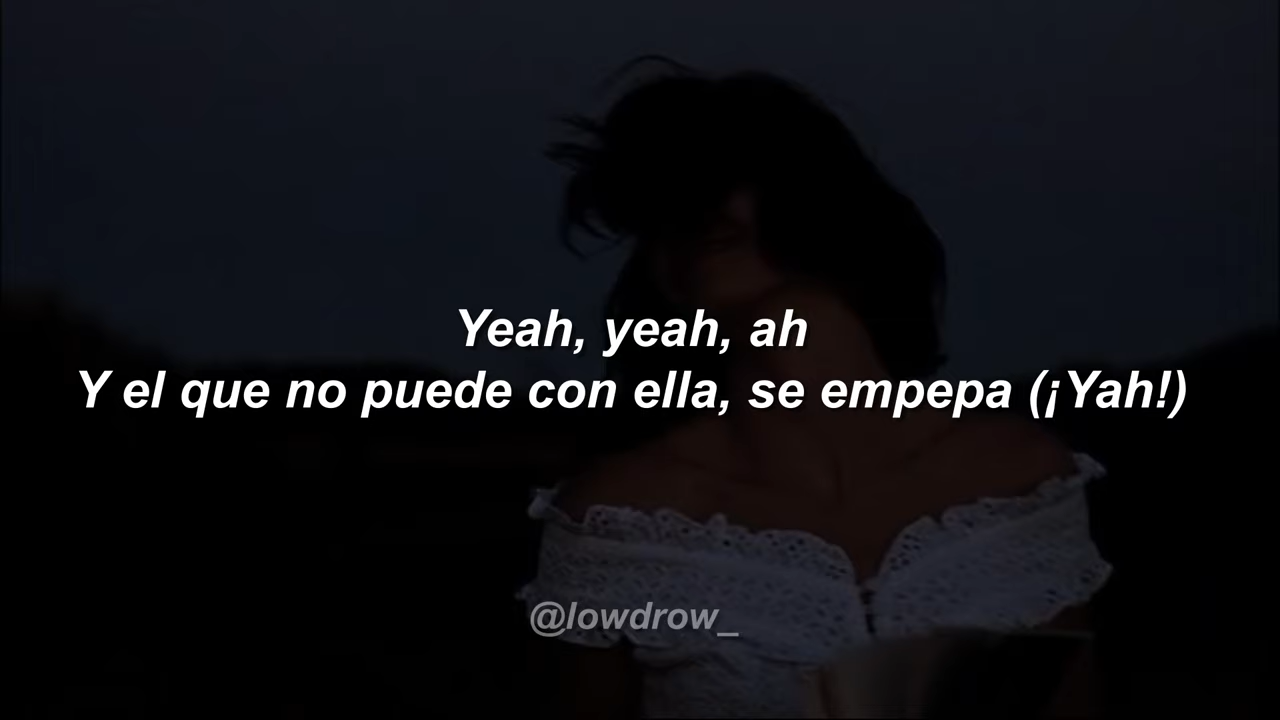 Yeah, yeah, ah
Y el que no puede con ella, se empepa (¡Yah!)
@lowdrow_